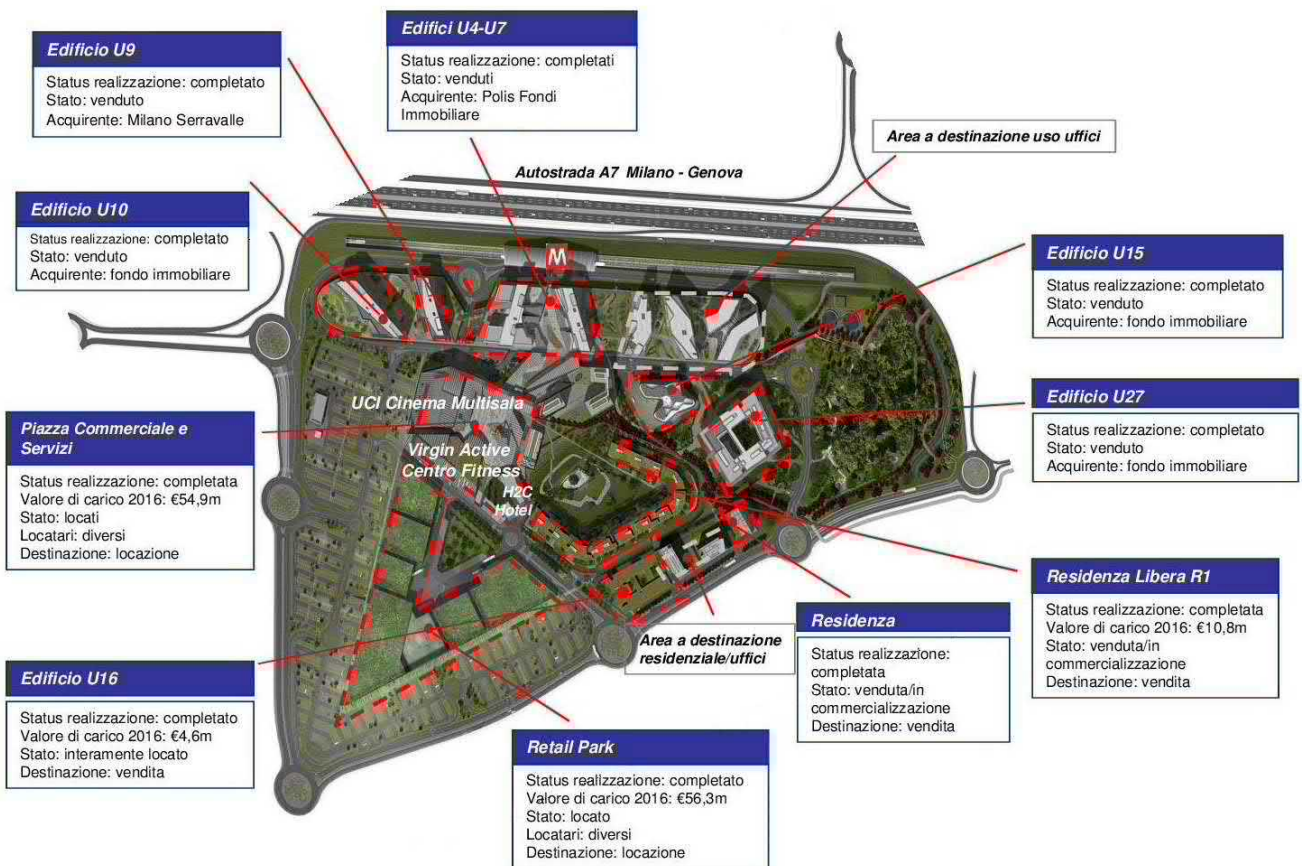 Edificio U9
Status realizzazione: completato
Stato: venduto
Acquirente: Milano Serravalle
Edifici U4-U7
Status realizzazione: completati
Stato: venduti
Acquirente: Polis Fondi
Immobiliare
Area a destinazione uso uffici
Autostrada A7 Milano - Genova
Edificio U10
Status realizzazione: completato
Stato: venduto
Acquirente: fondo immobiliare
M
Edificio U15
Status realizzazione: completato
Stato: venduto
Acquirente: fondo immobiliare
UCI Cinema Multisala
Virgin Active
Centro Fitness
H2C
Hotel
Edificio U27
Status realizzazione: completato
Stato: venduto
Acquirente: fondo immobiliare
Piazza Commerciale e
Servizi
Status realizzazione: completata
Valore di carico 2016: €54,9m
Stato: locati
Locatari: diversi
Destinazione: locazione
Residenza Libera R1
Status realizzazione: completata
Valore di carico 2016: €10,8m
Stato: venduta/in
commercializzazione
Destinazione: vendita
Residenza
Status realizzazione:
completata
Stato: venduta/in
commercializzazione
Destinazione: vendita
Area a destinazione
residenziale/uffici
Edificio U16
Status realizzazione: completato
Valore di carico 2016: €4,6m
Stato: interamente locato
Destinazione: vendita
Retail Park
Status realizzazione: completato
Valore di carico 2016: €56,3m
Stato: locato
Locatari: diversi
Destinazione: locazione